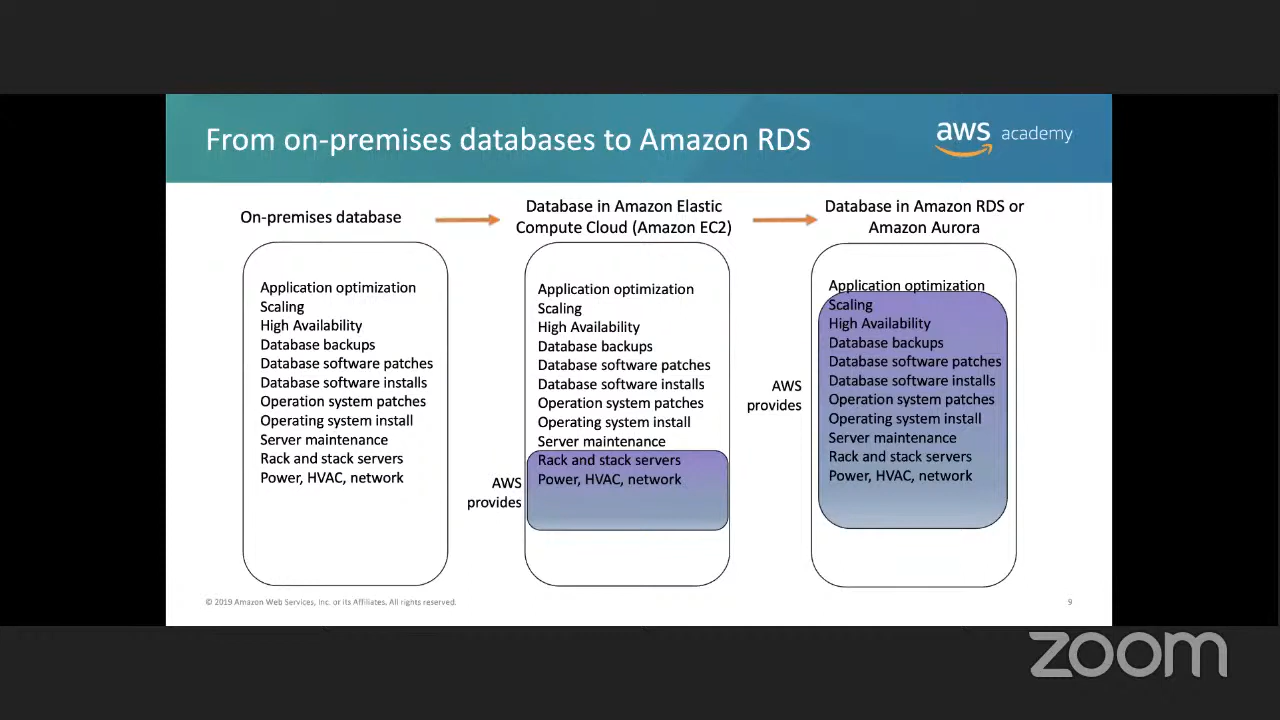 From on-premises databases to Amazon RDS
aws academy
On-premises database
Application optimization
Scaling
High Availability
Database backups
Database software patches
Database software installs
Operation system patches
Operating system install
Server maintenance
Rack and stack servers
Power, HVAC, network
Database in Amazon Elastic
Compute Cloud (Amazon EC2)
Application optimization
Scaling
High Availability
Database backups
Database software patches
Database software installs
Operation system patches
Operating system install
Server maintenance
Rack and stack servers
Power, HVAC, network
AWS
provides
Database in Amazon RDS or
Amazon Aurora
Application optimization
Scaling
High Availability
Database backups
Database software patches
Database software installs
Operation system patches
Operating system install
Server maintenance
Rack and stack servers
Power, HVAC, network
AWS
provides
© 2019 Amazon Web Services, Inc. or its Affiliates. All rights reserved.
9
zoom